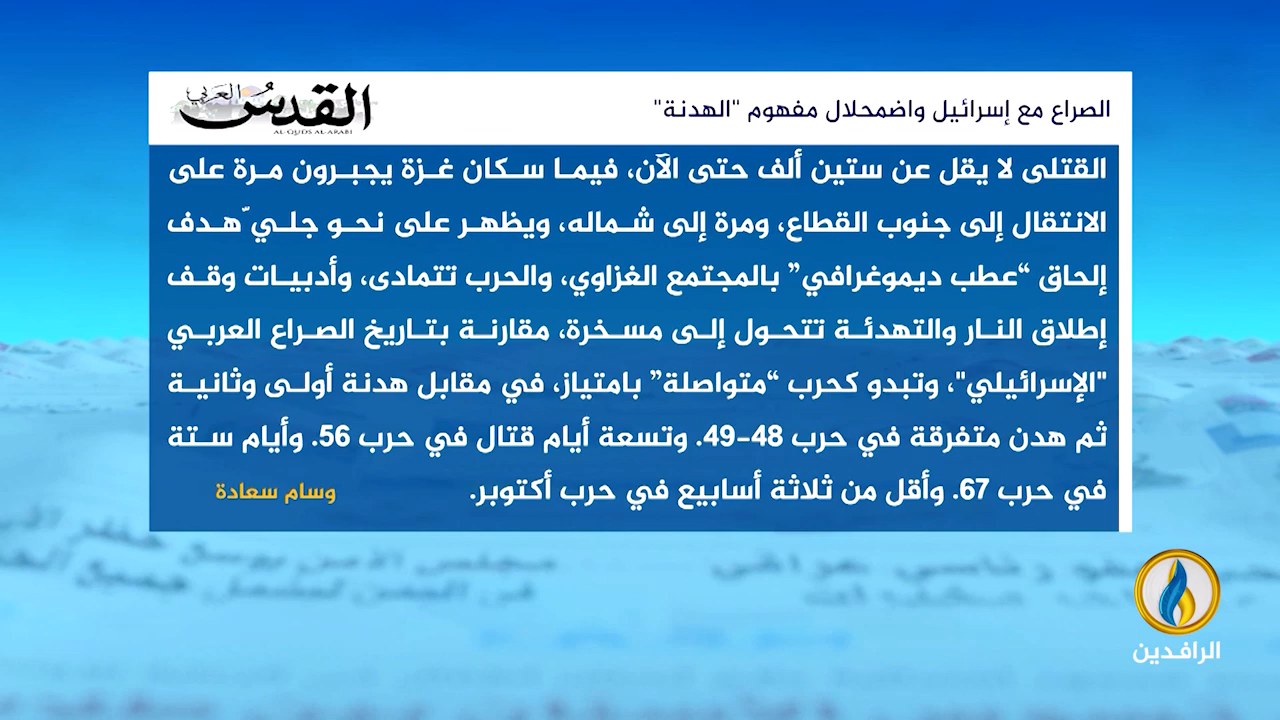 القدس العربي
AL-QUDS AL-ARABI
الصراع مع إسرائيل واضمحلال مفهوم "الهدنة"
القتلى لا يقل عن ستين ألف حتى الآن، فيما سكان غزة يجبرون مرة على
الانتقال إلى جنوب القطاع، ومرة إلى شماله، ويظهر على نحو جليّ هدف
إلحاق “عطب ديموغرافي” بالمجتمع الغزاوي، والحرب تتمادى، وأدبيات وقف
إطلاق النار والتهدئة تتحول إلى مسخرة، مقارنة بتاريخ الصراع العربي
"الإسرائيلي"، وتبدو كحرب “متواصلة” بامتياز، في مقابل هدنة أولى وثانية
ثم هدن متفرقة في حرب 48-49. وتسعة أيام قتال في حرب 56. وأيام ستة
في حرب 67. وأقل من ثلاثة أسابيع في حرب أكتوبر.
وسام سعادة
مجلس الأمن يوسع
الرافدين